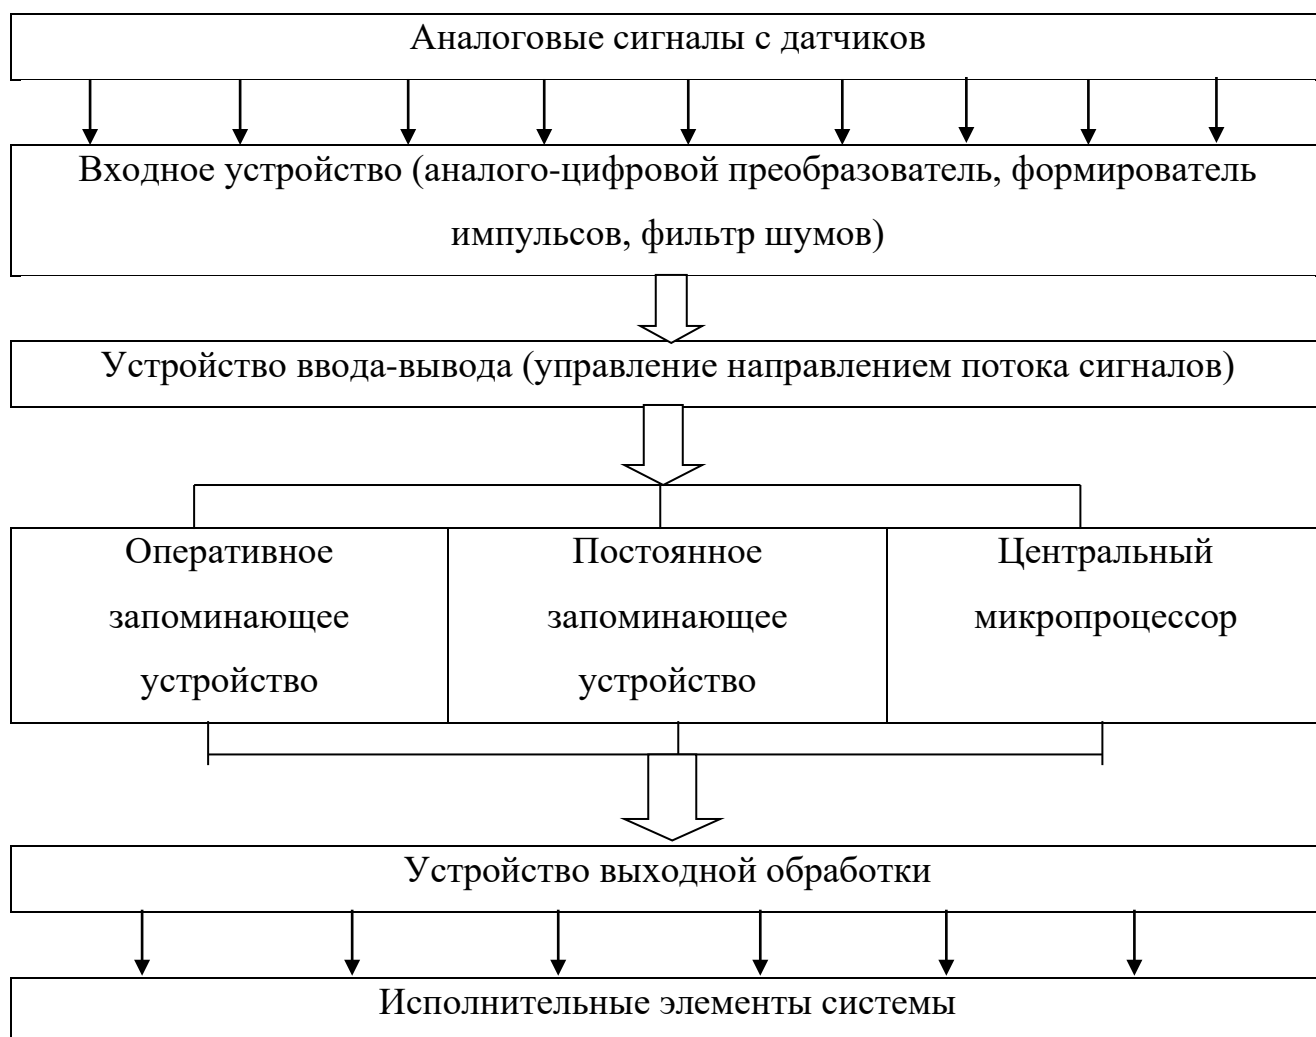 Аналоговые сигналы с датчиков
Входное устройство (аналого-цифровой преобразователь, формирователь
импульсов, фильтр шумов)
Устройство ввода-вывода (управление направлением потока сигналов)
Оперативное
запоминающее
устройство
Постоянное
запоминающее
устройство
Центральный
микропроцессор
Устройство выходной обработки
Исполнительные элементы системы